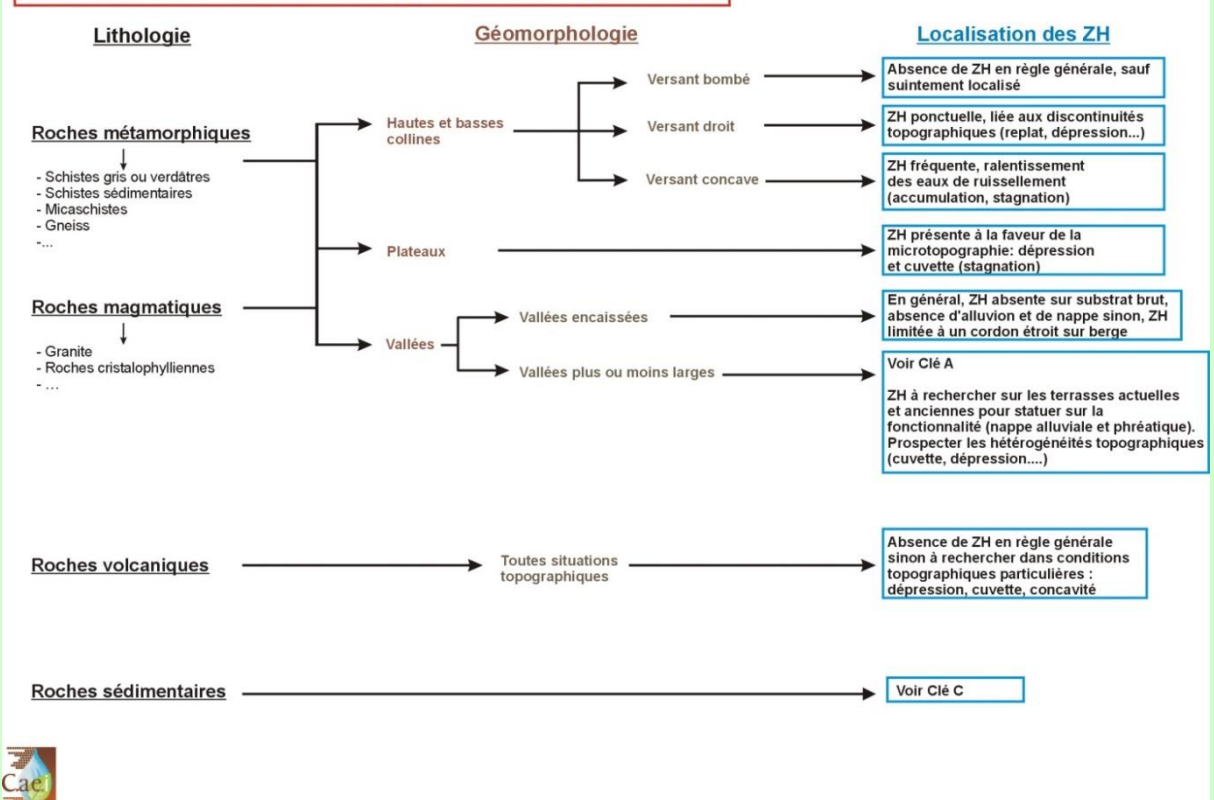 Lithologie
Géomorphologie
Localisation des ZH
Roches métamorphiques
- Schistes gris ou verdâtres
- Schistes sédimentaires
- Micaschistes
- Gneiss
-...
Roches magmatiques
- Granite
- Roches cristalophylliennes
- ...
Hautes et basses
collines
Versant bombé
Absence de ZH en règle générale, sauf
suintement localisé
Versant droit
ZH ponctuelle, liée aux discontinuités
topographiques (replat, dépression...)
Versant concave
ZH fréquente, ralentissement
des eaux de ruissellement
(accumulation, stagnation)
Plateaux
ZH présente à la faveur de la
microtopographie: dépression
et cuvette (stagnation)
Vallées
Vallées encaissées
En général, ZH absente sur substrat brut,
absence d'alluvion et de nappe sinon, ZH
limitée à un cordon étroit sur berge
Vallées plus ou moins larges
Voir Clé A
ZH à rechercher sur les terrasses actuelles
et anciennes pour statuer sur la
fonctionnalité (nappe alluviale et phréatique).
Prospecter les hétérogénéités topographiques
(cuvette, dépression....)
Roches volcaniques
Toutes situations
topographiques
Absence de ZH en règle générale
sinon à rechercher dans conditions
topographiques particulières :
dépression, cuvette, concavité
Roches sédimentaires
Voir Clé C
Caei